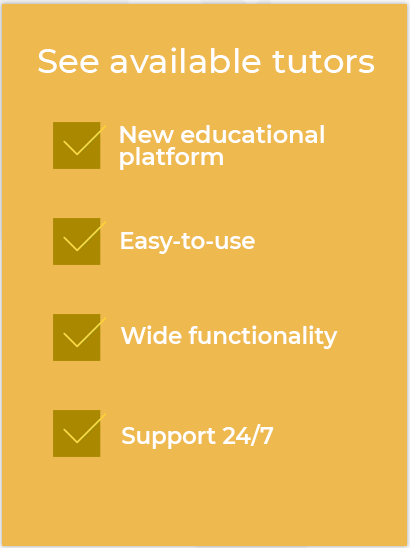 See available tutors
New educational
platform
Easy-to-use
Wide functionality
Support 24/7